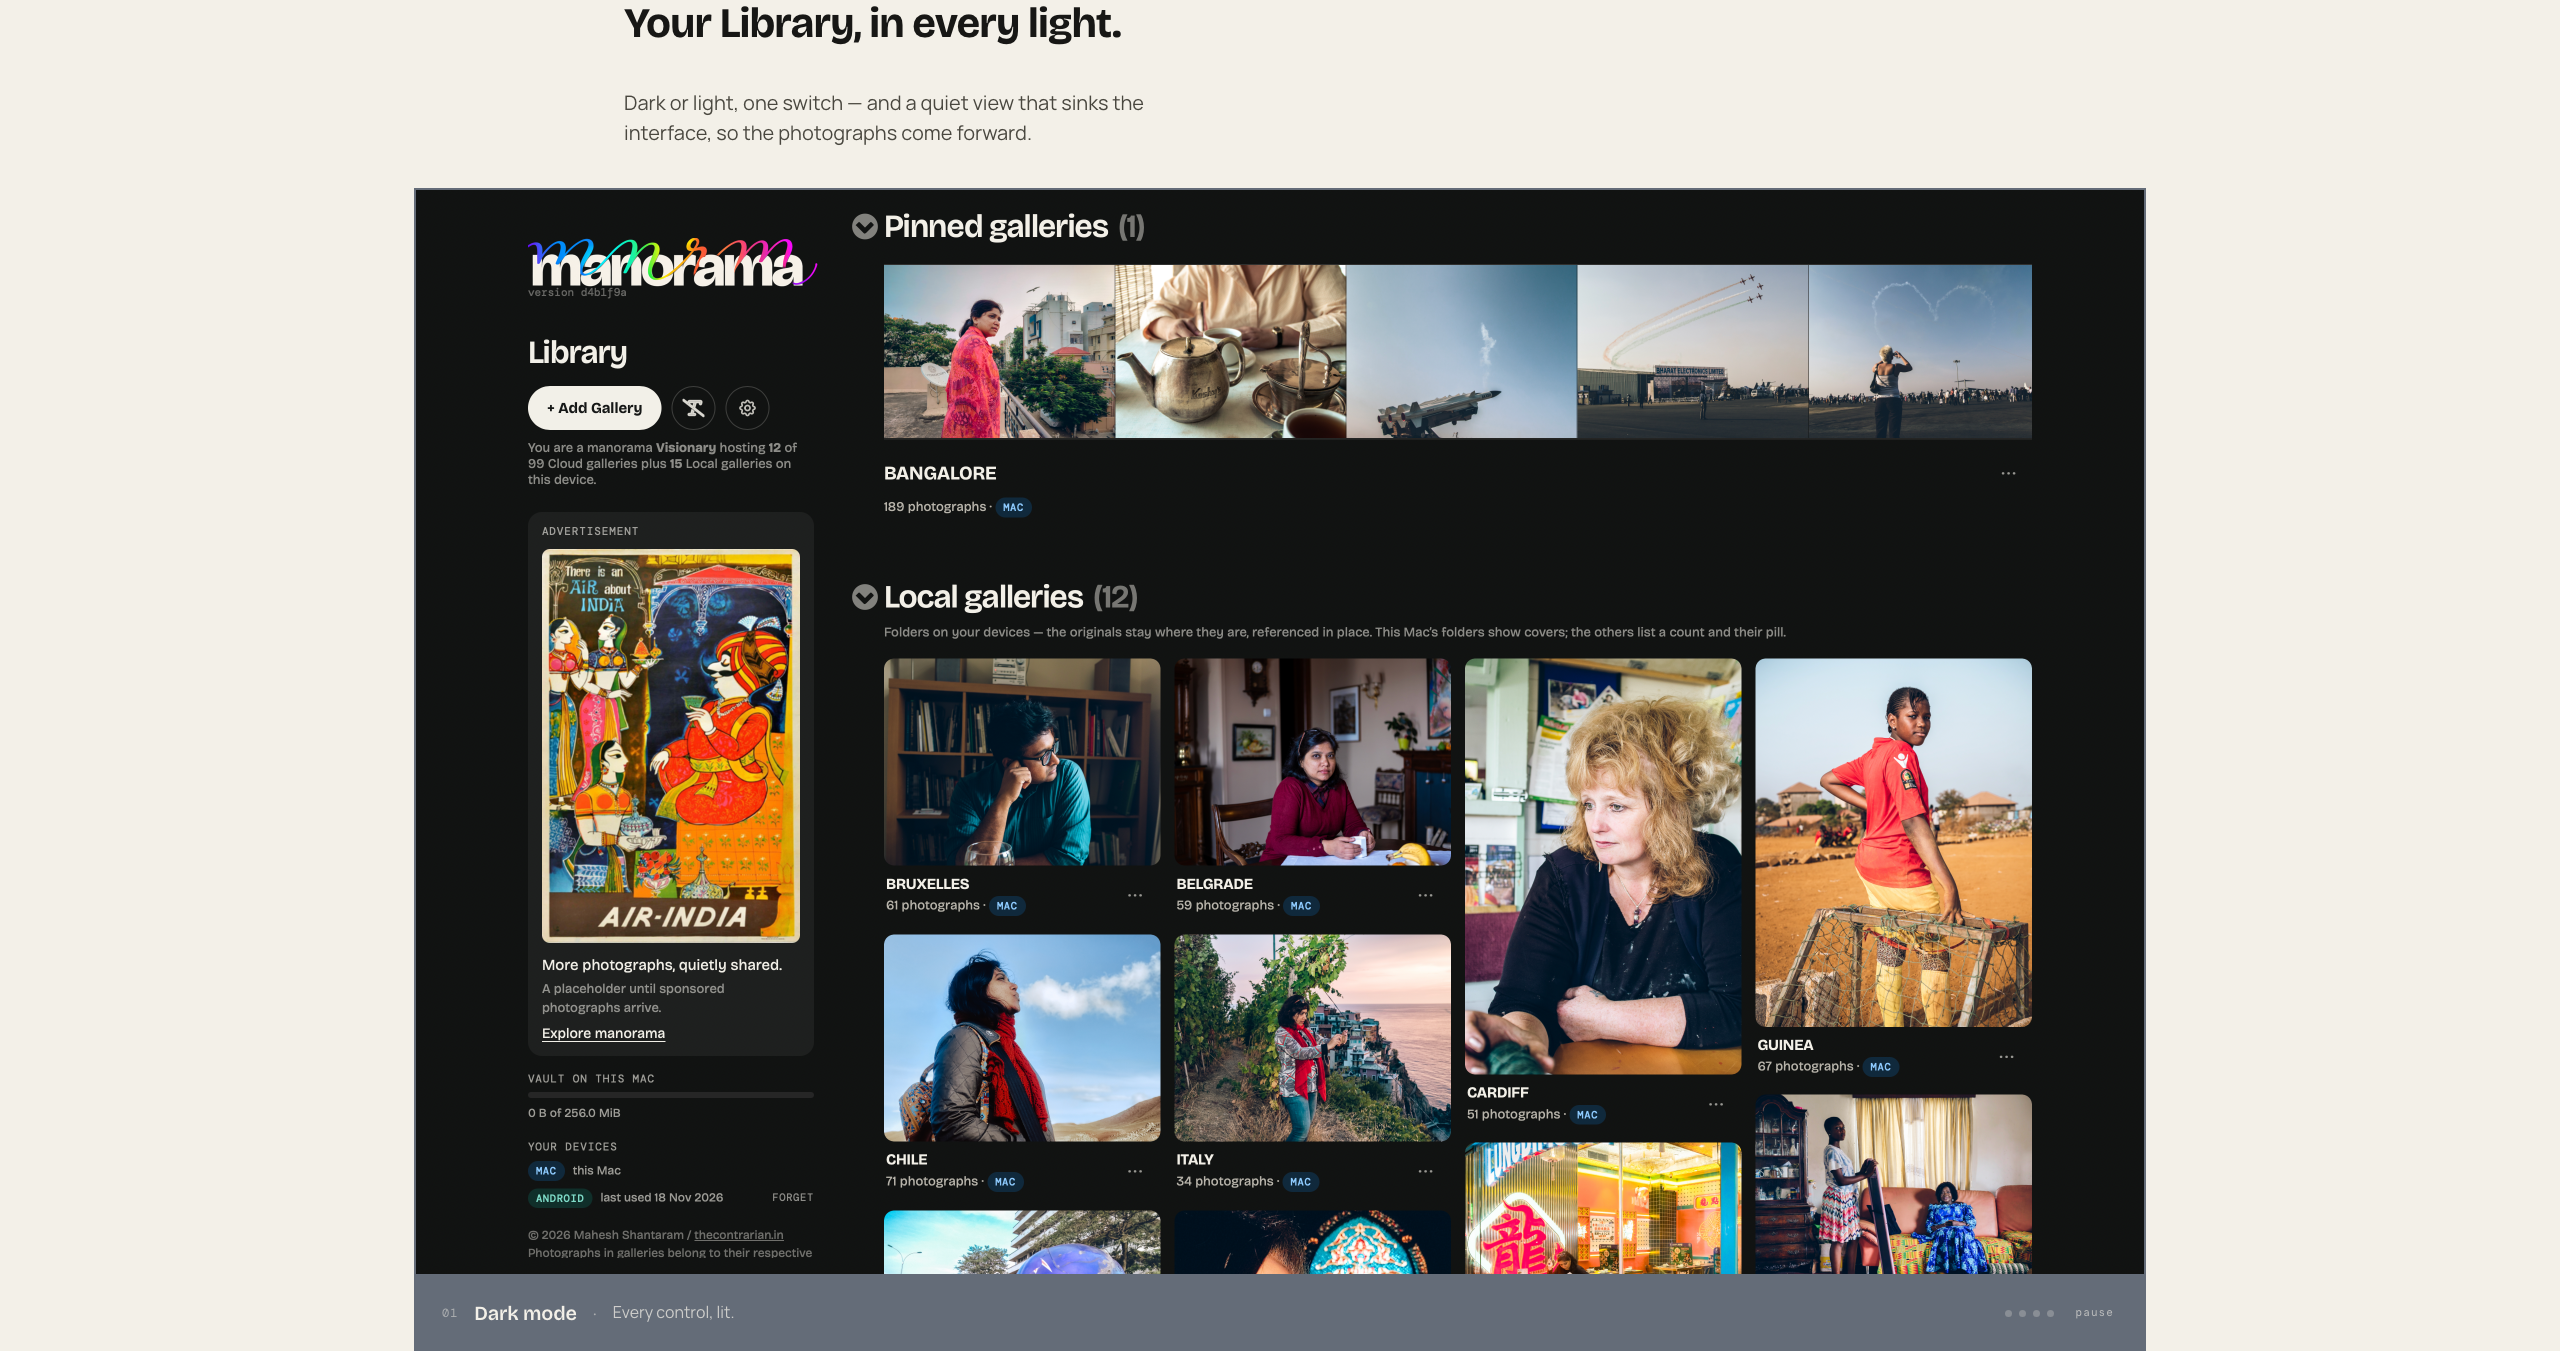 Your Library, in every light.
Dark or light, one switch — and a quiet view that sinks the
interface, so the photographs come forward.
manorama
version d4b1f9a
Library
+ Add Gallery
You are a manorama Visionary hosting 12 of
99 Cloud galleries plus 15 Local galleries on
this device.
ADVERTISEMENT
There is an
AIR about
INDIA
AIR-INDIA
More photographs, quietly shared.
A placeholder until sponsored
photographs arrive.
Explore manorama
VAULT ON THIS MAC
0 B of 256.0 MiB
YOUR DEVICES
MAC this Mac
ANDROID last used 18 Nov 2026 FORGET
© 2026 Mahesh Shantaram / thecontrarian.in
Photographs in galleries belong to their respective
Pinned galleries (1)
BHARAT ELECTRONICS LIMITED
BANGALORE
189 photographs · MAC
Local galleries (12)
Folders on your devices — the originals stay where they are, referenced in place. This Mac's folders show covers; the others list a count and their pill.
BRUXELLES
61 photographs · MAC
BELGRADE
59 photographs · MAC
CARDIFF
51 photographs · MAC
GUINEA
67 photographs · MAC
CHILE
71 photographs · MAC
ITALY
34 photographs · MAC
龍
01 Dark mode · Every control, lit.
pause